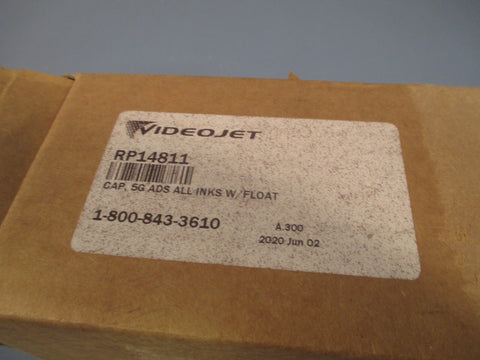 VIDEOJET
RP14811
CAP, 5G ADS ALL INKS W/FLOAT
1-800-843-3610
A.300
2020 Jun 02